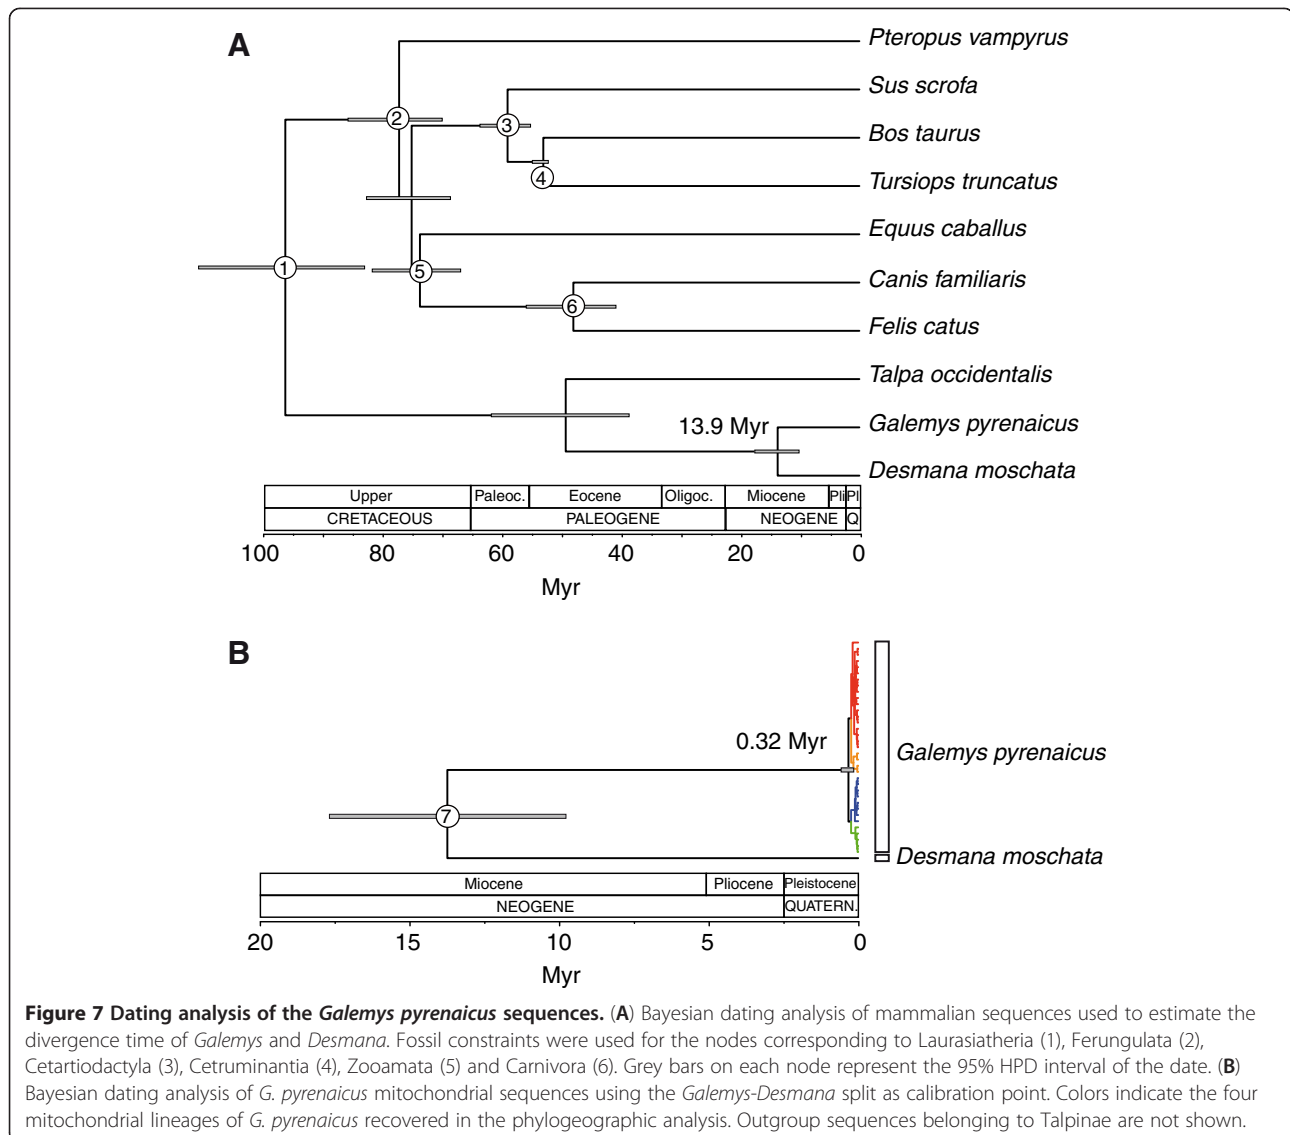 A
Pteropus vampyrus
Sus scrofa
2
3
Bos taurus
4
Tursiops truncatus
Equus caballus
1
5
Canis familiaris
6
Felis catus
Talpa occidentalis
13.9 Myr
Galemys pyrenaicus
Desmana moschata
Upper Paleoc. Eocene Oligoc. Miocene Pli Pl
CRETACEOUS PALEOGENE NEOGENE Q
100 80 60 40 20 0
Myr
B
0.32 Myr
Galemys pyrenaicus
7
Desmana moschata
Miocene Pliocene Pleistocene
NEOGENE QUATERN.
20 15 10 5 0
Myr
Figure 7 Dating analysis of the Galemys pyrenaicus sequences. (A) Bayesian dating analysis of mammalian sequences used to estimate the
divergence time of Galemys and Desmana. Fossil constraints were used for the nodes corresponding to Laurasiatheria (1), Ferungulata (2),
Cetartiodactyla (3), Cetruminantia (4), Zooamata (5) and Carnivora (6). Grey bars on each node represent the 95% HPD interval of the date. (B)
Bayesian dating analysis of G. pyrenaicus mitochondrial sequences using the Galemys-Desmana split as calibration point. Colors indicate the four
mitochondrial lineages of G. pyrenaicus recovered in the phylogeographic analysis. Outgroup sequences belonging to Talpinae are not shown.